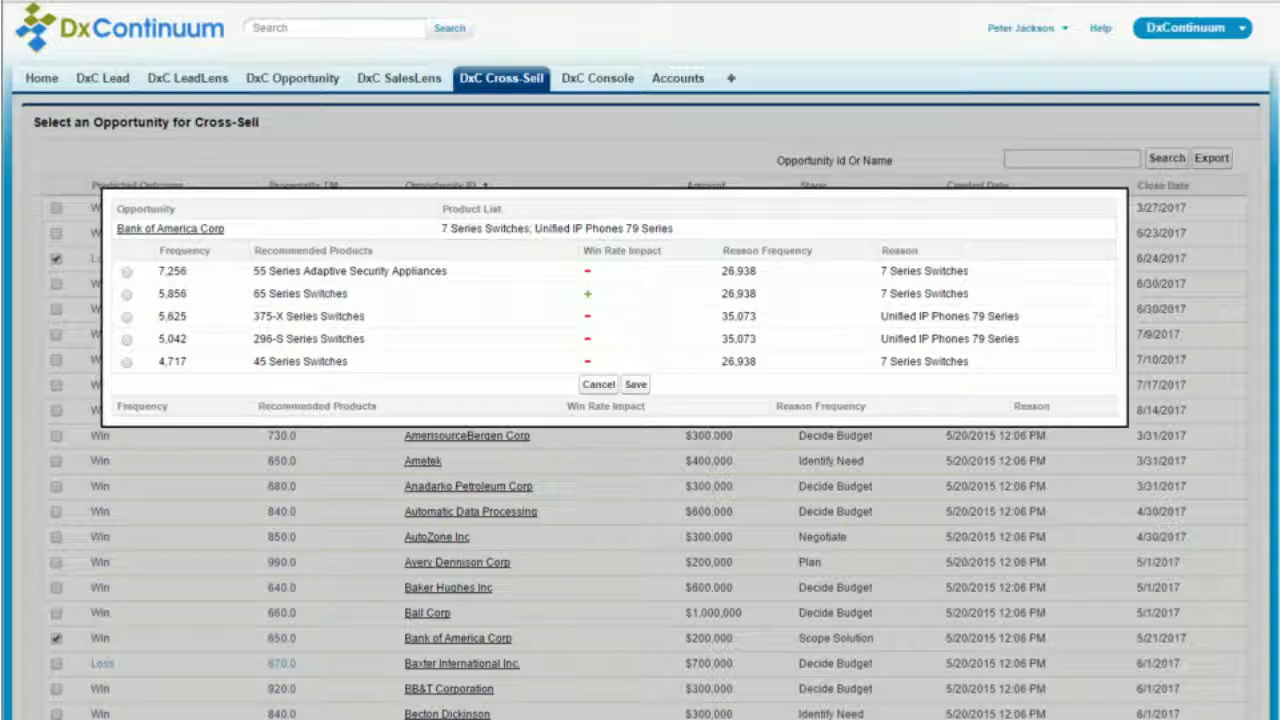 DxContinuum Search Search Peter Jackson Help DxContinuum
Home DxC Lead DxC LeadLens DxC Opportunity DxC SalesLens DxC Cross-Sell DxC Console Accounts +
Select an Opportunity for Cross-Sell
Opportunity Id Or Name Search Export
Predicted Outcome Propensity TM Opportunity ID Amount Stage Created Date Close Date
W 3/27/2017
W 6/23/2017
Lo 6/24/2017
W 6/30/2017
W 6/30/2017
W 7/9/2017
W 7/10/2017
W 7/17/2017
W 8/14/2017
Opportunity Product List
Bank of America Corp 7 Series Switches; Unified IP Phones 79 Series
Frequency Recommended Products Win Rate Impact Reason Frequency Reason
7,256 55 Series Adaptive Security Appliances - 26,938 7 Series Switches
5,856 65 Series Switches + 26,938 7 Series Switches
5,625 375-X Series Switches - 35,073 Unified IP Phones 79 Series
5,042 296-S Series Switches - 35,073 Unified IP Phones 79 Series
4,717 45 Series Switches - 26,938 7 Series Switches
Cancel Save
Frequency Recommended Products Win Rate Impact Reason Frequency Reason
Win 730.0 AmerisourceBergen Corp $300,000 Decide Budget 5/20/2015 12:06 PM 3/31/2017
Win 650.0 Ametek $400,000 Identify Need 5/20/2015 12:06 PM 3/31/2017
Win 680.0 Anadarko Petroleum Corp $300,000 Decide Budget 5/20/2015 12:06 PM 3/31/2017
Win 840.0 Automatic Data Processing $600,000 Decide Budget 5/20/2015 12:06 PM 4/30/2017
Win 850.0 AutoZone Inc $300,000 Negotiate 5/20/2015 12:06 PM 4/30/2017
Win 990.0 Avery Dennison Corp $200,000 Plan 5/20/2015 12:06 PM 5/1/2017
Win 640.0 Baker Hughes Inc $600,000 Decide Budget 5/20/2015 12:06 PM 5/1/2017
Win 660.0 Ball Corp $1,000,000 Decide Budget 5/20/2015 12:06 PM 5/1/2017
Win 650.0 Bank of America Corp $200,000 Scope Solution 5/20/2015 12:06 PM 5/21/2017
Loss 670.0 Baxter International Inc. $700,000 Decide Budget 5/20/2015 12:06 PM 6/1/2017
Win 920.0 BB&T Corporation $300,000 Decide Budget 5/20/2015 12:06 PM 6/1/2017
Win 840.0 Becton Dickinson $300,000 Identify Need 5/20/2015 12:06 PM 6/1/2017